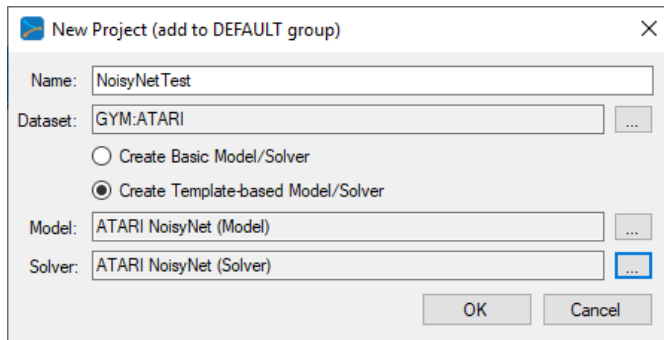 New Project (add to DEFAULT group)
Name: NoisyNetTest
Dataset: GYM:ATARI ...
Create Basic Model/Solver
Create Template-based Model/Solver
Model: ATARI NoisyNet (Model) ...
Solver: ATARI NoisyNet (Solver) ...
OK Cancel